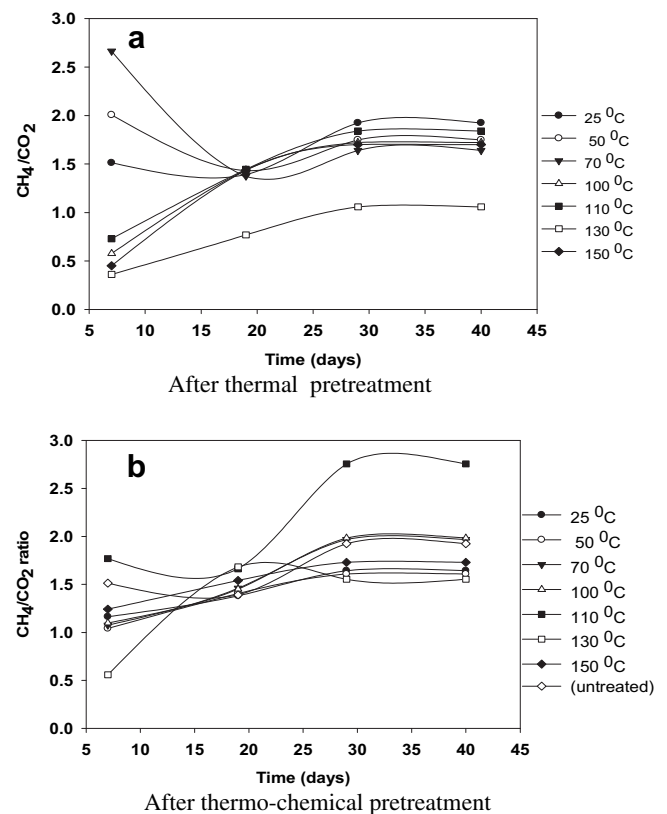 a
3.0
2.5
2.0
1.5
1.0
0.5
0.0
CH₄/CO₂
5 10 15 20 25 30 35 40 45
Time (days)
25 ⁰C
50 ⁰C
70 ⁰C
100 ⁰C
110 ⁰C
130 ⁰C
150 ⁰C
After thermal pretreatment
b
3.0
2.5
2.0
1.5
1.0
0.5
0.0
CH₄/CO₂ ratio
5 10 15 20 25 30 35 40 45
Time (days)
25 ⁰C
50 ⁰C
70 ⁰C
100 ⁰C
110 ⁰C
130 ⁰C
150 ⁰C
(untreated)
After thermo-chemical pretreatment